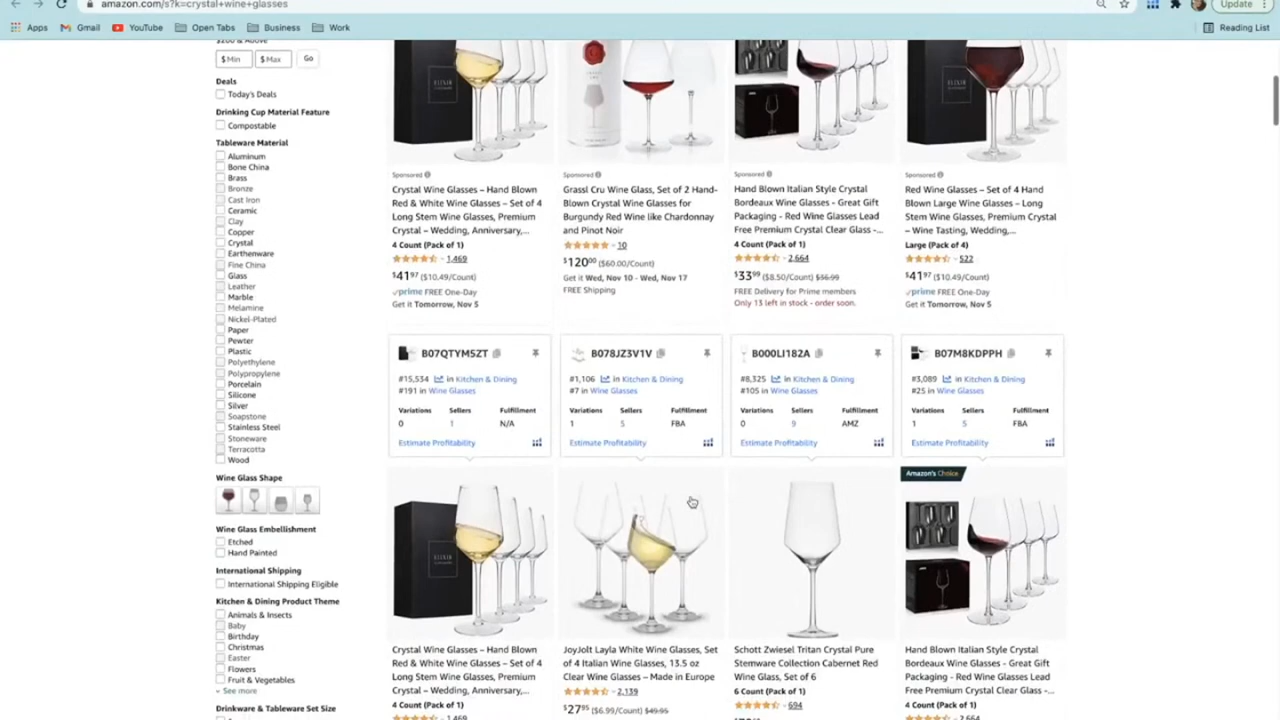 amazon.com/s?k=crystal+wine+glasses
Update
Apps
Gmail
YouTube
Open Tabs
Business
Work
Reading List
$200 & Above
$ Min
$ Max
Go
Deals
Today's Deals
Drinking Cup Material Feature
Compostable
Tableware Material
Aluminum
Bone China
Brass
Bronze
Cast Iron
Ceramic
Clay
Copper
Crystal
Earthenware
Fine China
Glass
Leather
Marble
Melamine
Nickel-Plated
Paper
Pewter
Plastic
Polyethylene
Polypropylene
Porcelain
Silicone
Silver
Soapstone
Stainless Steel
Stoneware
Terracotta
Wood
Wine Glass Shape
Wine Glass Embellishment
Etched
Hand Painted
International Shipping
International Shipping Eligible
Kitchen & Dining Product Theme
Animals & Insects
Baby
Birthday
Christmas
Easter
Flowers
Fruit & Vegetables
See more
Drinkware & Tableware Set Size
ELIXIR
Sponsored
Crystal Wine Glasses – Hand Blown
Red & White Wine Glasses – Set of 4
Long Stem Wine Glasses, Premium
Crystal – Wedding, Anniversary,...
4 Count (Pack of 1)
1,469
$41⁹⁷ ($10.49/Count)
prime FREE One-Day
Get it Tomorrow, Nov 5
Sponsored
Grassl Cru Wine Glass, Set of 2 Hand-
Blown Crystal Wine Glasses for
Burgundy Red Wine like Chardonnay
and Pinot Noir
10
$120⁰⁰ ($60.00/Count)
Get it Wed, Nov 10 - Wed, Nov 17
FREE Shipping
Sponsored
Hand Blown Italian Style Crystal
Bordeaux Wine Glasses - Great Gift
Packaging - Red Wine Glasses Lead
Free Premium Crystal Clear Glass -...
4 Count (Pack of 1)
2,664
$33⁹⁹ ($8.50/Count) $36.99
FREE Delivery for Prime members
Only 13 left in stock - order soon.
ELIXIR
Sponsored
Red Wine Glasses – Set of 4 Hand
Blown Large Wine Glasses – Long
Stem Wine Glasses, Premium Crystal
– Wine Tasting, Wedding,...
Large (Pack of 4)
522
$41⁹⁷ ($10.49/Count)
prime FREE One-Day
Get it Tomorrow, Nov 5
B07QTYM5ZT
#15,534 in Kitchen & Dining
#191 in Wine Glasses
Variations Sellers Fulfillment
0 1 N/A
Estimate Profitability
B078JZ3V1V
#1,106 in Kitchen & Dining
#7 in Wine Glasses
Variations Sellers Fulfillment
1 5 FBA
Estimate Profitability
B000LI182A
#8,325 in Kitchen & Dining
#105 in Wine Glasses
Variations Sellers Fulfillment
0 9 AMZ
Estimate Profitability
B07M8KDPPH
#3,089 in Kitchen & Dining
#25 in Wine Glasses
Variations Sellers Fulfillment
1 5 FBA
Estimate Profitability
ELIXIR
Crystal Wine Glasses – Hand Blown
Red & White Wine Glasses – Set of 4
Long Stem Wine Glasses, Premium
Crystal – Wedding, Anniversary,...
4 Count (Pack of 1)
1,469
JoyJolt Layla White Wine Glasses, Set
of 4 Italian Wine Glasses, 13.5 oz
Clear Wine Glasses – Made in Europe
2,139
$27⁹⁵ ($6.99/Count) $49.95
Schott Zwiesel Tritan Crystal Pure
Stemware Collection Cabernet Red
Wine Glass, Set of 6
6 Count (Pack of 1)
694
Amazon's Choice
Hand Blown Italian Style Crystal
Bordeaux Wine Glasses - Great Gift
Packaging - Red Wine Glasses Lead
Free Premium Crystal Clear Glass -...
4 Count (Pack of 1)
2,664